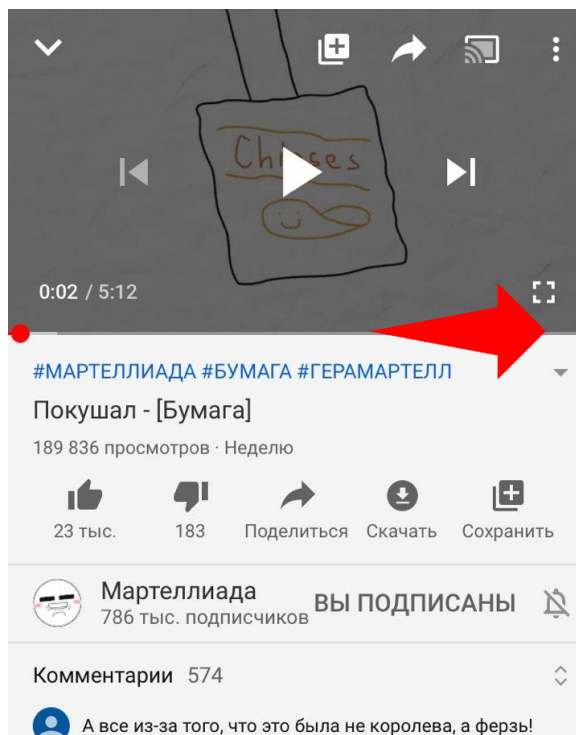 Chipses
0:02 / 5:12
#МАРТЕЛЛИАДА #БУМАГА #ГЕРАМАРТЕЛЛ
Покушал - [Бумага]
189 836 просмотров · Неделю
23 тыс. 183 Поделиться Скачать Сохранить
Мартеллиада
786 тыс. подписчиков
ВЫ ПОДПИСАНЫ
Комментарии 574
А все из-за того, что это была не королева, а ферзь!